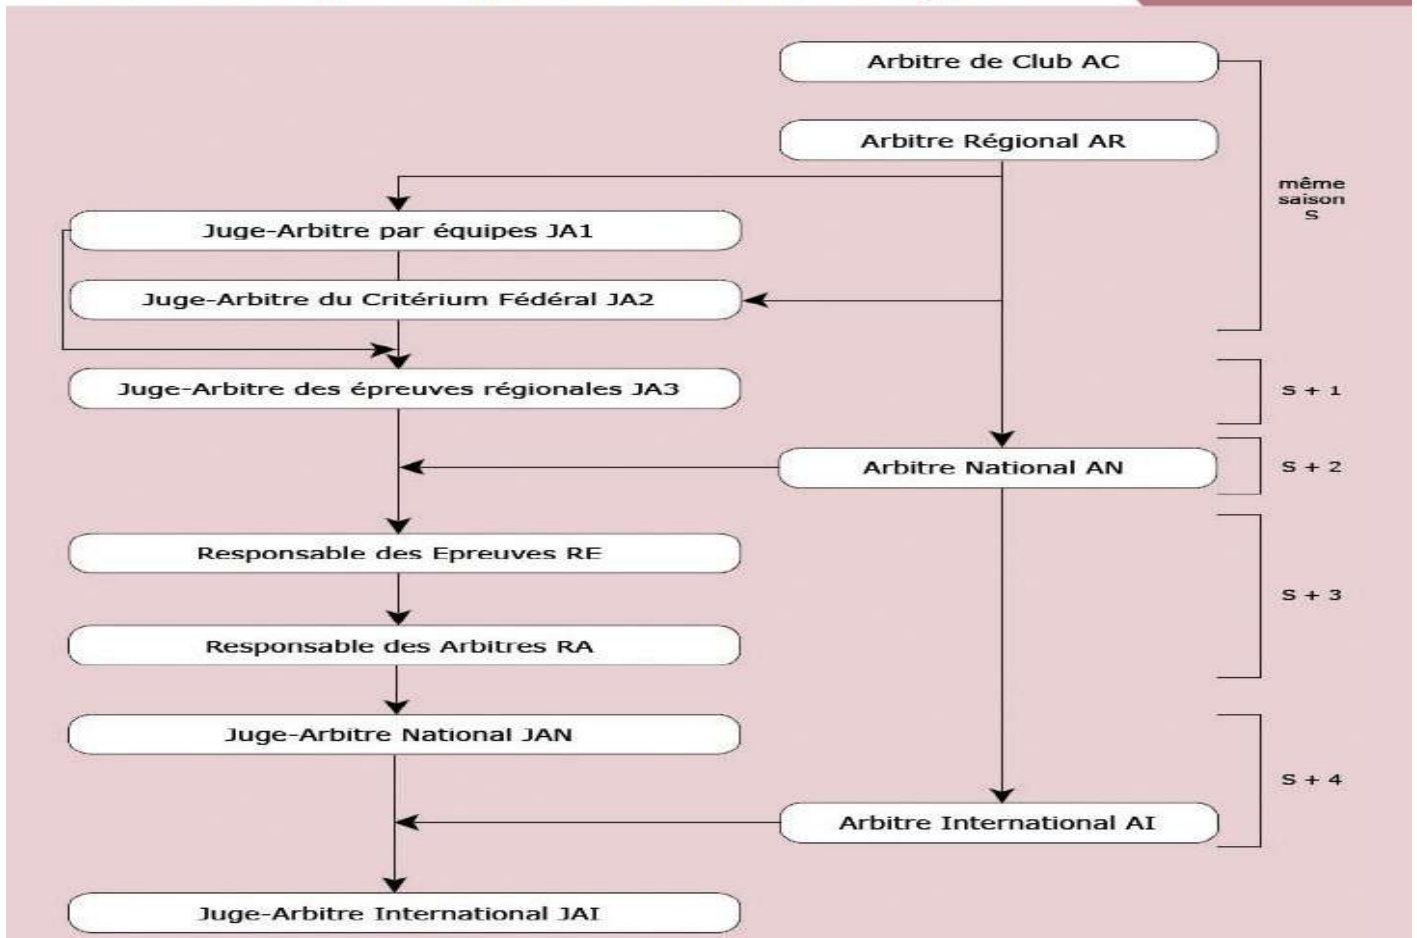 Arbitre de Club AC
Arbitre Régional AR
même
saison
S
Juge-Arbitre par équipes JA1
Juge-Arbitre du Critérium Fédéral JA2
Juge-Arbitre des épreuves régionales JA3
S + 1
Arbitre National AN
S + 2
Responsable des Epreuves RE
S + 3
Responsable des Arbitres RA
Juge-Arbitre National JAN
S + 4
Arbitre International AI
Juge-Arbitre International JAI